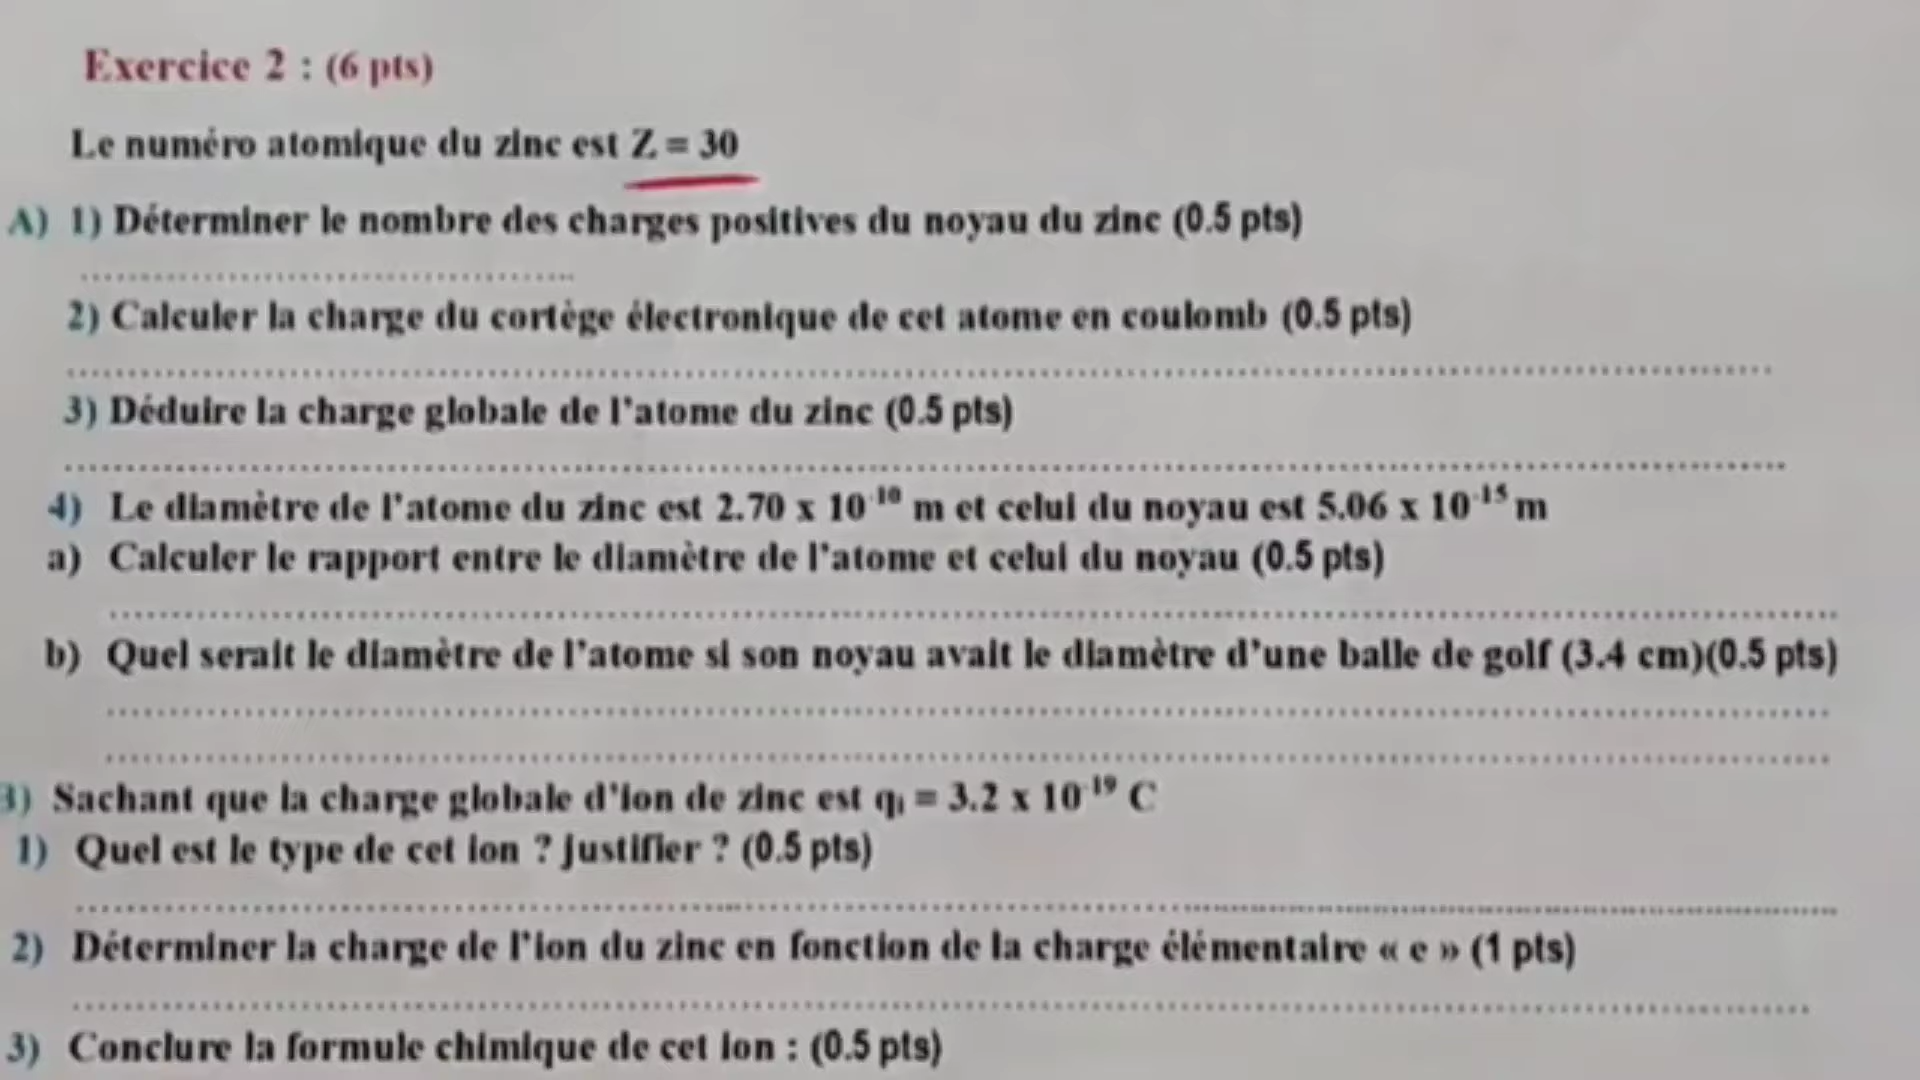 Exercice 2 : (6 pts)
Le numéro atomique du zinc est Z = 30
A) 1) Déterminer le nombre des charges positives du noyau du zinc (0.5 pts)
2) Calculer la charge du cortège électronique de cet atome en coulomb (0.5 pts)
3) Déduire la charge globale de l'atome du zinc (0.5 pts)
4) Le diamètre de l'atome du zinc est 2.70 x 10⁻¹⁰ m et celui du noyau est 5.06 x 10⁻¹⁵ m
a) Calculer le rapport entre le diamètre de l'atome et celui du noyau (0.5 pts)
b) Quel serait le diamètre de l'atome si son noyau avait le diamètre d'une balle de golf (3.4 cm)(0.5 pts)
) Sachant que la charge globale d'ion de zinc est qᵢ = 3.2 x 10⁻¹⁹ C
1) Quel est le type de cet ion ? justifier ? (0.5 pts)
2) Déterminer la charge de l'ion du zinc en fonction de la charge élémentaire « e » (1 pts)
3) Conclure la formule chimique de cet ion : (0.5 pts)